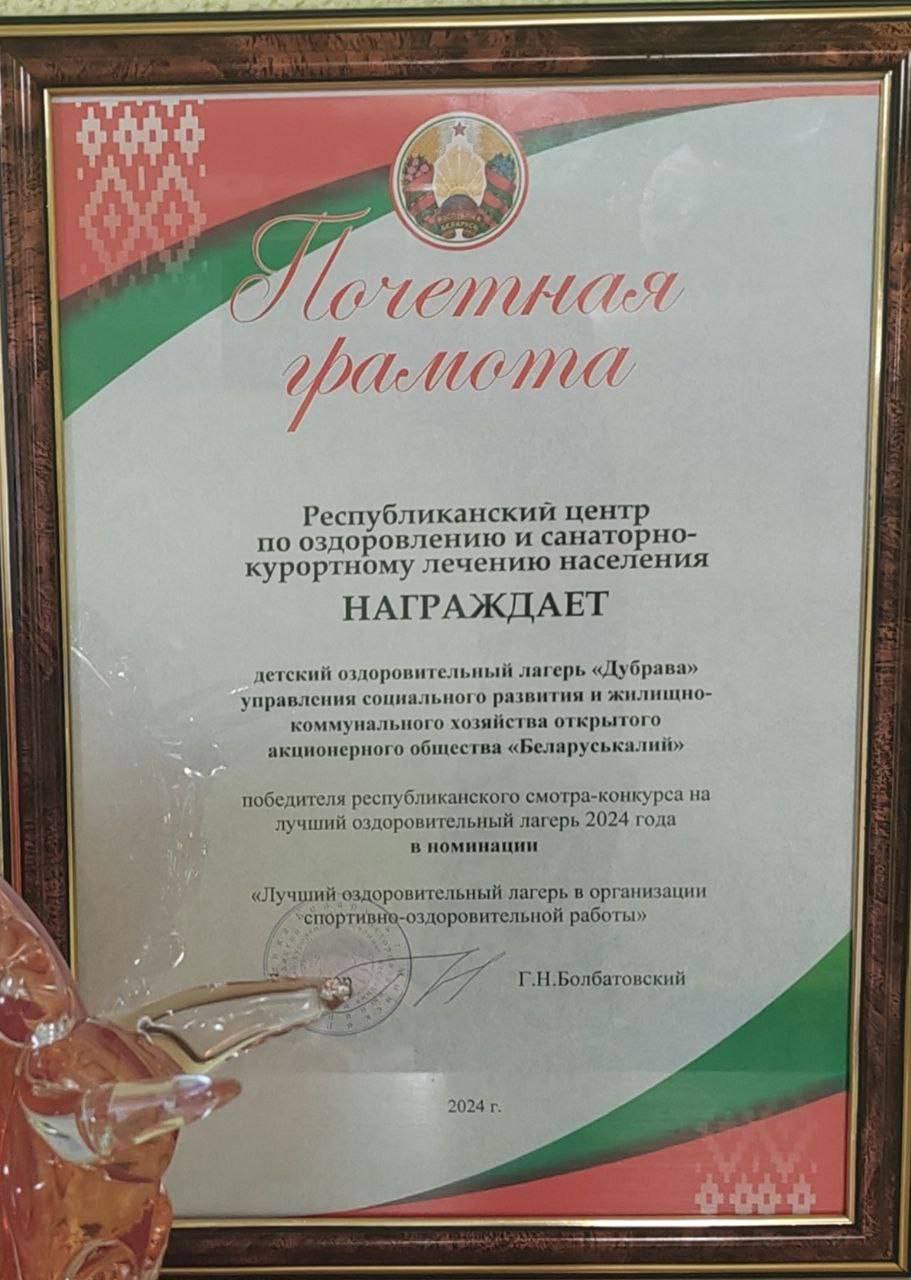 РЭСПУБЛІКА
БЕЛАРУСЬ
Почетная
грамота
Республиканский центр
по оздоровлению и санаторно-
курортному лечению населения
НАГРАЖДАЕТ
детский оздоровительный лагерь «Дубрава»
управления социального развития и жилищно-
коммунального хозяйства открытого
акционерного общества «Беларуськалий»
победителя республиканского смотра-конкурса на
лучший оздоровительный лагерь 2024 года
в номинации
«Лучший оздоровительный лагерь в организации
спортивно-оздоровительной работы»
Г.Н.Болбатовский
2024 г.